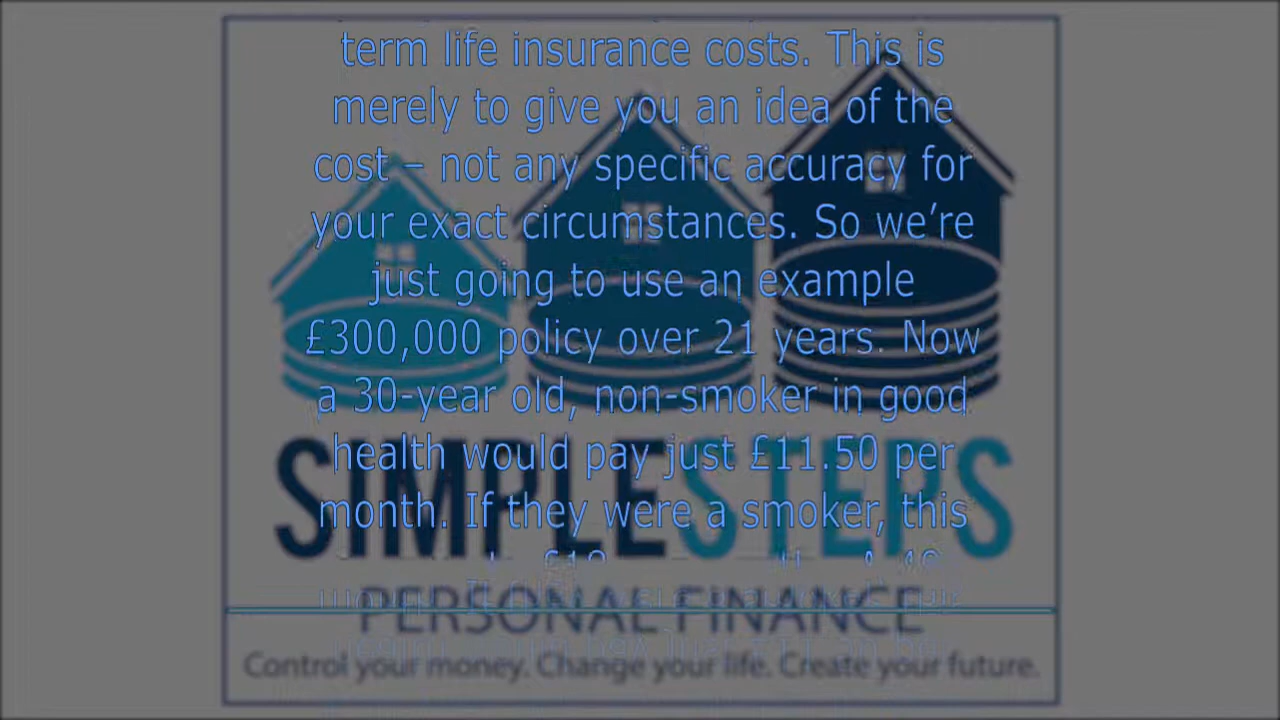 term life insurance costs. This is
merely to give you an idea of the
cost – not any specific accuracy for
your exact circumstances. So we’re
just going to use an example
£300,000 policy over 21 years. Now
a 30-year old, non-smoker in good
health would pay just £11.50 per
month. If they were a smoker, this
SIMPLESTEPS
PERSONAL FINANCE
Control your money. Change your life. Create your future.